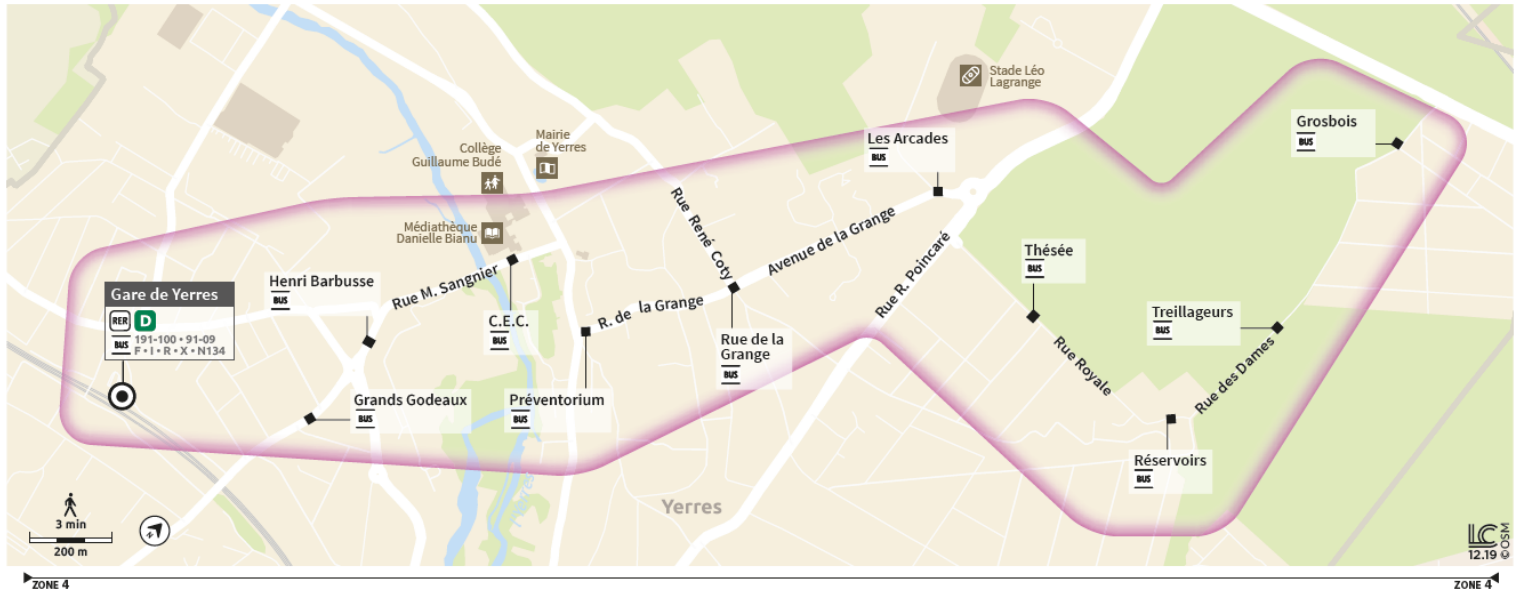 Stade Léo
Lagrange
Grosbois
BUS
Mairie
de Yerres
Les Arcades
BUS
Collège
Guillaume Budé
Médiathèque
Danielle Bianu
Rue René Coty
Avenue de la Grange
Rue R. Poincaré
Thésée
BUS
Gare de Yerres
RER D
BUS 191-100 • 91-09
F • I • R • X • N134
Henri Barbusse
BUS
Rue M. Sangnier
C.E.C.
BUS
R. de la Grange
Rue de la
Grange
BUS
Treillageurs
BUS
Rue Royale
Rue des Dames
Grands Godeaux
BUS
Préventorium
BUS
Réservoirs
BUS
l'Yerres
Yerres
3 min
200 m
N
LC
12.19 © OSM
ZONE 4
ZONE 4